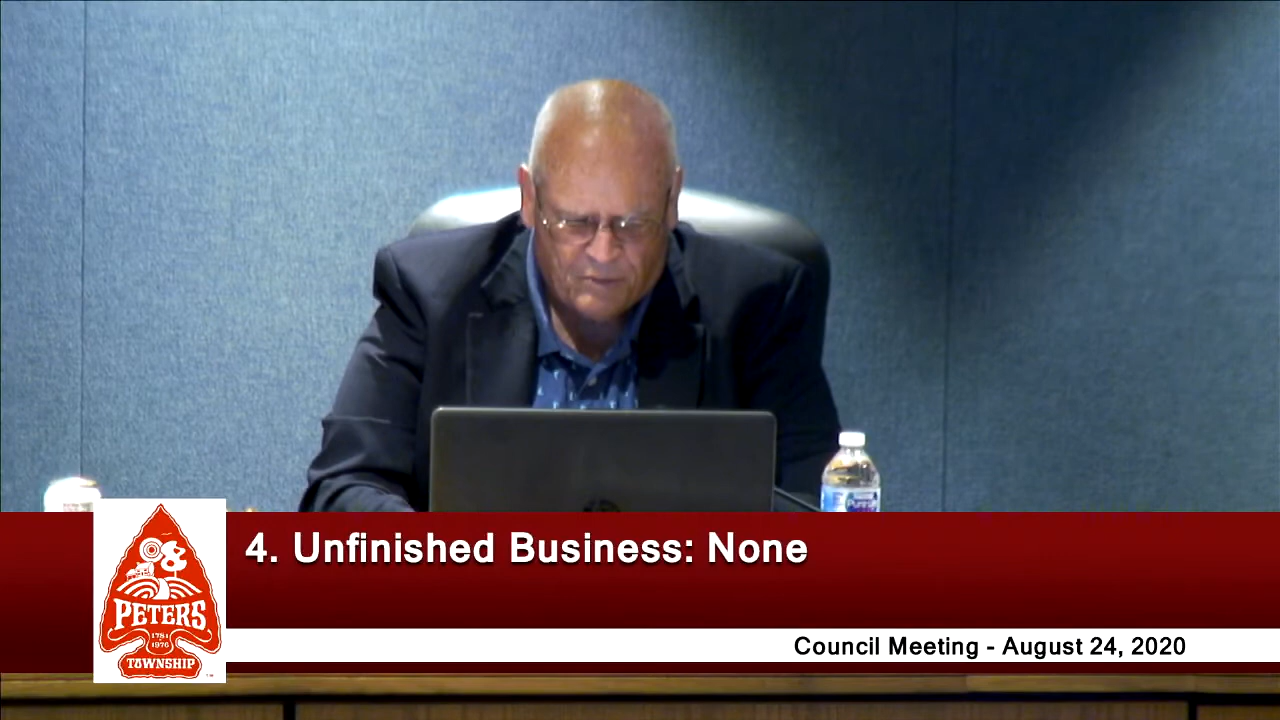 4. Unfinished Business: None
Council Meeting - August 24, 2020
PETERS
1781
1976
TOWNSHIP